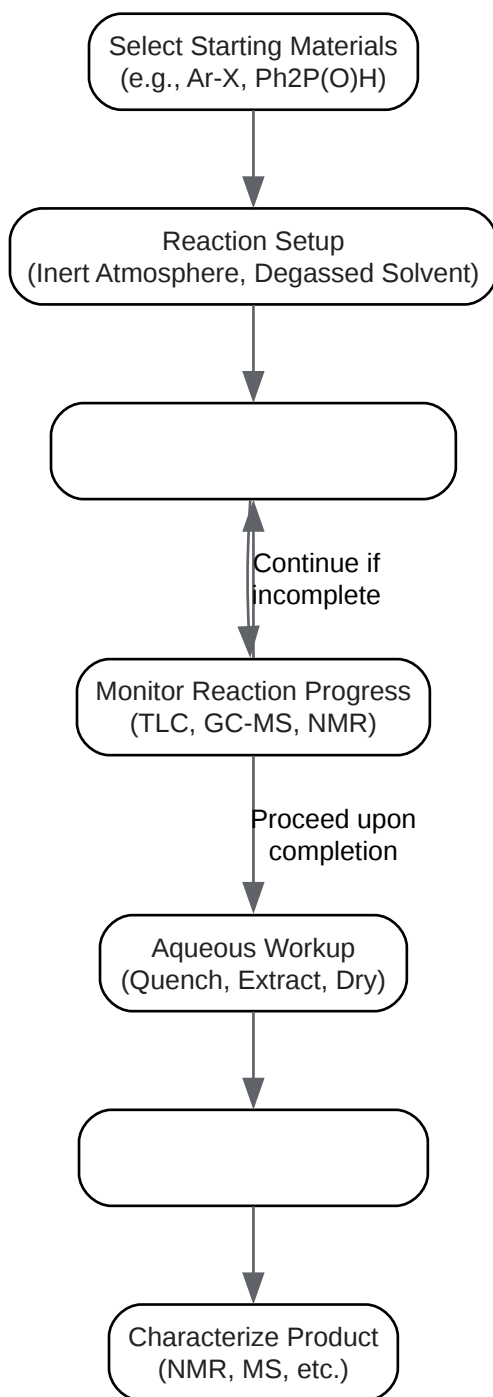 Select Starting Materials
(e.g., Ar-X, Ph2P(O)H)
Reaction Setup
(Inert Atmosphere, Degassed Solvent)
Continue if
incomplete
Monitor Reaction Progress
(TLC, GC-MS, NMR)
Proceed upon
completion
Aqueous Workup
(Quench, Extract, Dry)
Characterize Product
(NMR, MS, etc.)